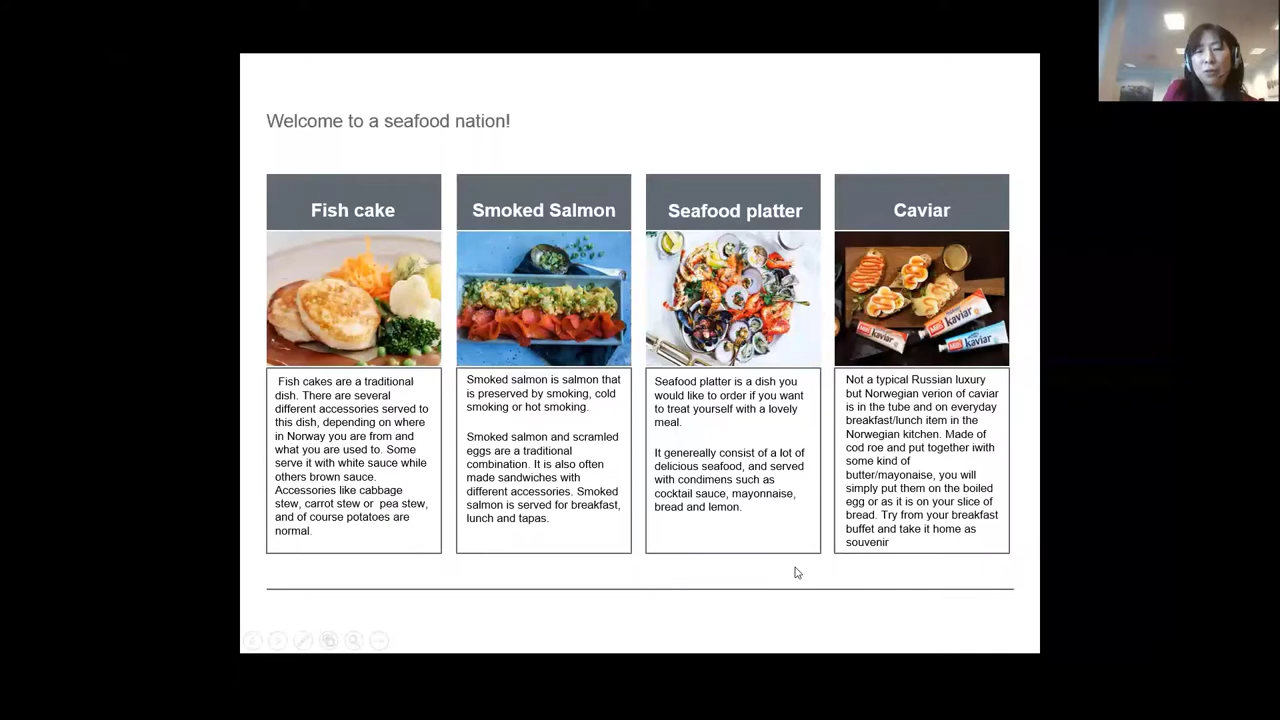 Welcome to a seafood nation!
Fish cake
Fish cakes are a traditional
dish. There are several
different accessories served to
this dish, depending on where
in Norway you are from and
what you are used to. Some
serve it with white sauce while
others brown sauce.
Accessories like cabbage
stew, carrot stew or pea stew,
and of course potatoes are
normal.
Smoked Salmon
Smoked salmon is salmon that
is preserved by smoking, cold
smoking or hot smoking.
Smoked salmon and scramled
eggs are a traditional
combination. It is also often
made sandwiches with
different accessories. Smoked
salmon is served for breakfast,
lunch and tapas.
Seafood platter
Seafood platter is a dish you
would like to order if you want
to treat yourself with a lovely
meal.
It genereally consist of a lot of
delicious seafood, and served
with condimens such as
cocktail sauce, mayonnaise,
bread and lemon.
Caviar
Mills kaviar
Mills kaviar
Mills kaviar
Not a typical Russian luxury
but Norwegian verion of caviar
is in the tube and on everyday
breakfast/lunch item in the
Norwegian kitchen. Made of
cod roe and put together iwith
some kind of
butter/mayonaise, you will
simply put them on the boiled
egg or as it is on your slice of
bread. Try from your breakfast
buffet and take it home as
souvenir